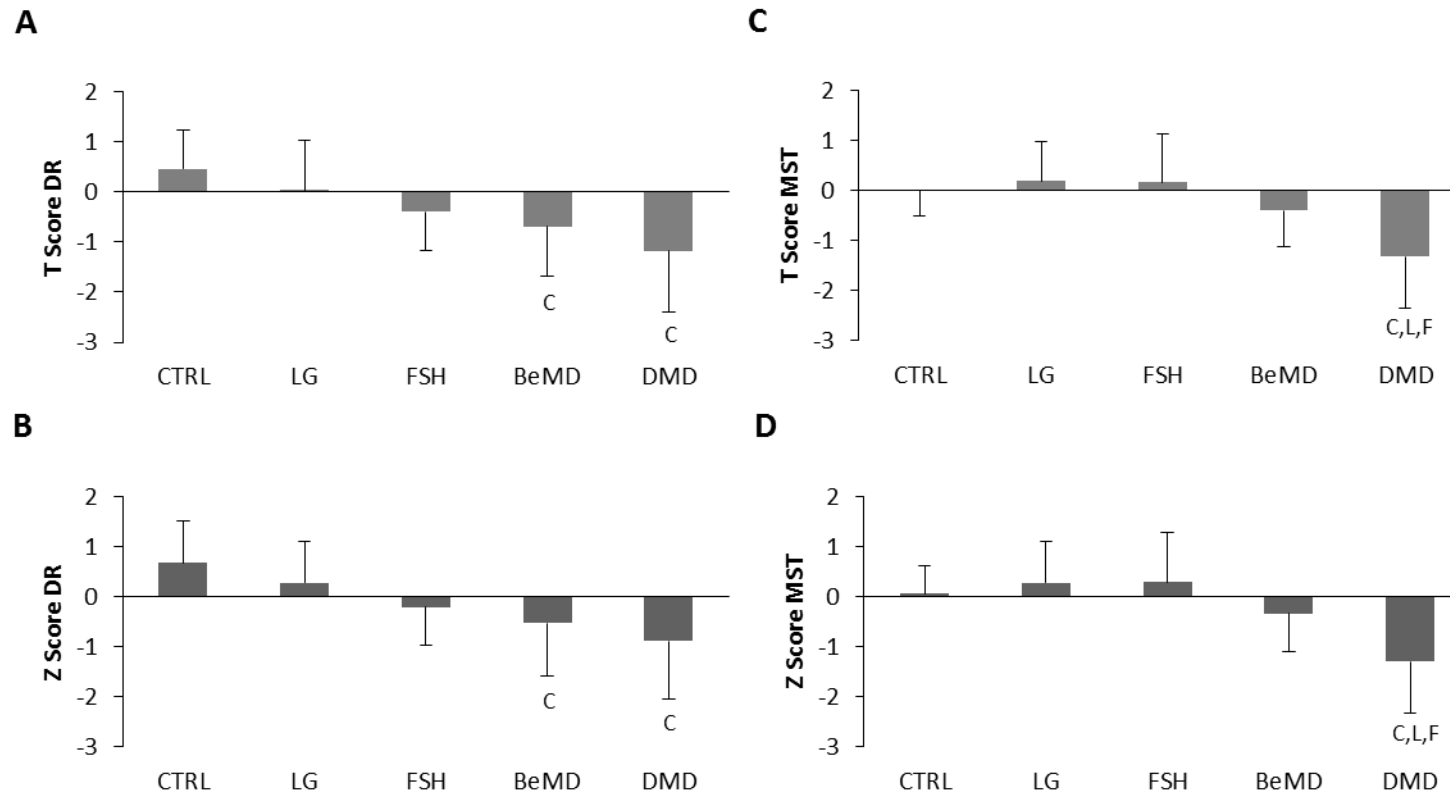 A
T Score DR
2
1
0
-1
-2
-3
C
C
CTRL LG FSH BeMD DMD
C
T Score MST
2
1
0
-1
-2
-3
C,L,F
CTRL LG FSH BeMD DMD
B
Z Score DR
2
1
0
-1
-2
-3
C
C
CTRL LG FSH BeMD DMD
D
Z Score MST
2
1
0
-1
-2
-3
C,L,F
CTRL LG FSH BeMD DMD